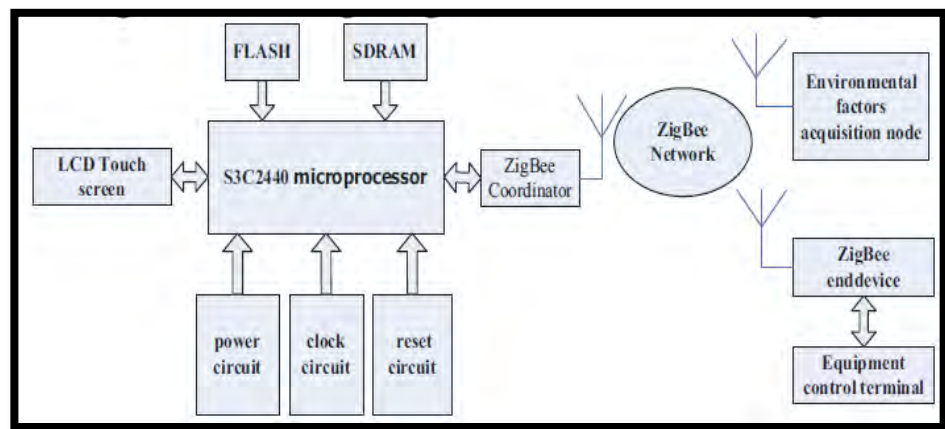 FLASH
SDRAM
LCD Touch
screen
S3C2440 microprocessor
ZigBee
Coordinator
ZigBee
Network
Environmental
factors
acquisition node
ZigBee
enddevice
power
circuit
clock
circuit
reset
circuit
Equipment
control terminal